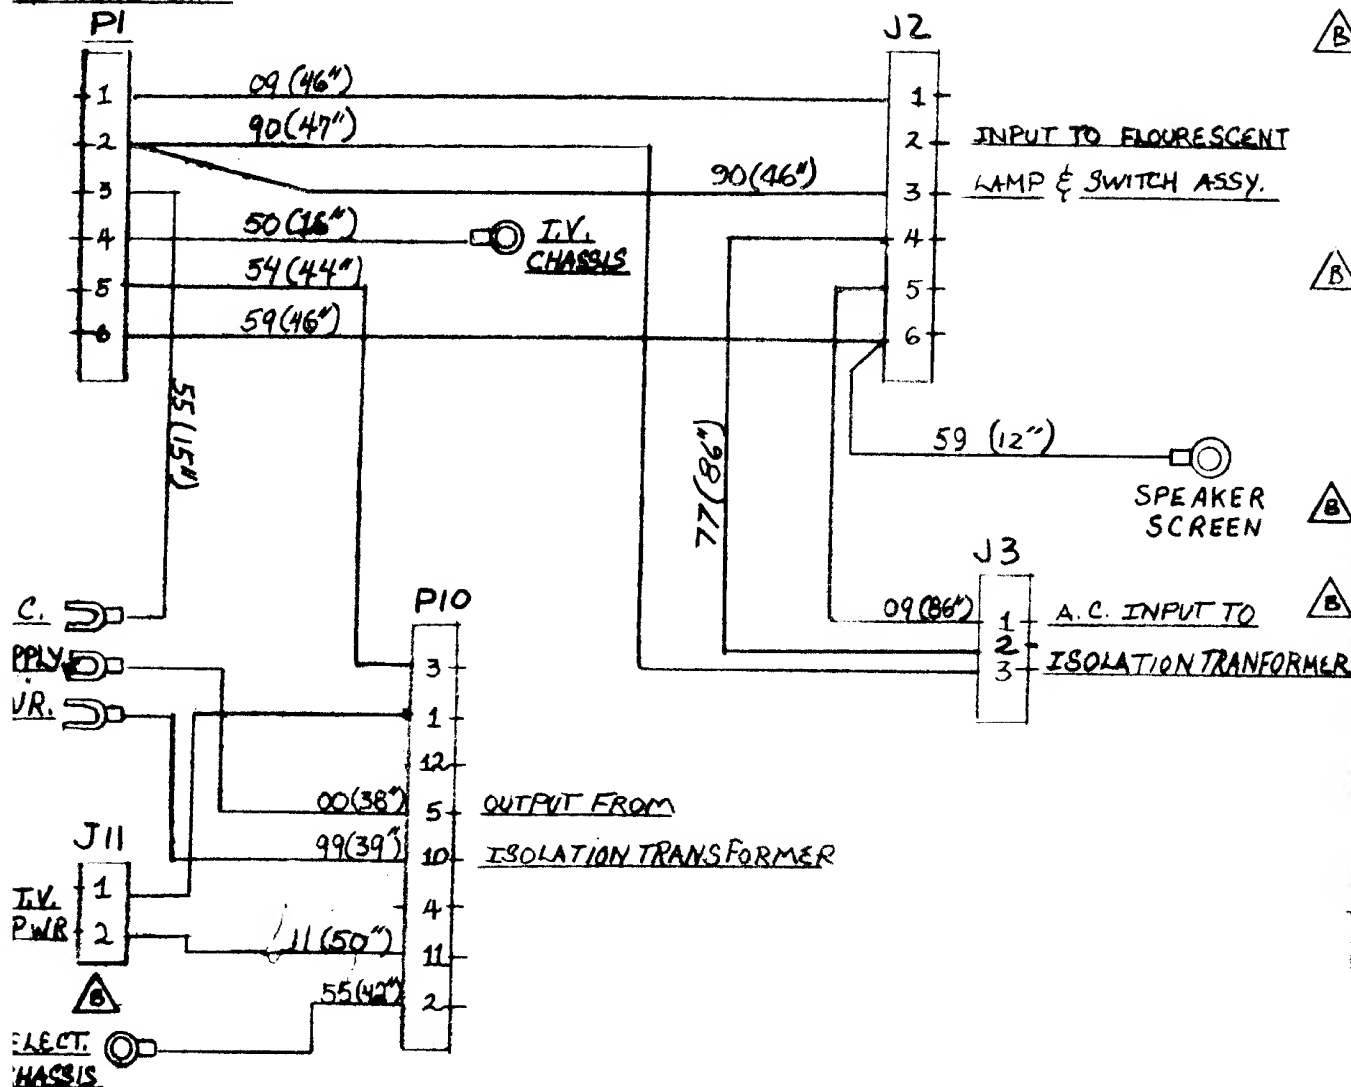 P1
J2
B
1
09 (46")
1
2
90 (47")
2
INPUT TO FLOURESCENT
3
90 (46")
3
LAMP & SWITCH ASSY.
4
50 (16")
T.V.
CHASSIS
4
5
54 (44")
5
B
6
59 (46")
6
55 (15")
77 (86")
59 (12")
SPEAKER
SCREEN
B
J3
C.
P10
09 (86")
1
A.C. INPUT TO
B
2
PPLY
3
3
ISOLATION TRANFORMER
UR.
1
12
00 (38")
5
OUTPUT FROM
J11
99 (39")
10
ISOLATION TRANSFORMER
T.V.
PWR
1
4
2
11 (50")
11
B
55 (42")
2
ELECT.
CHASSIS